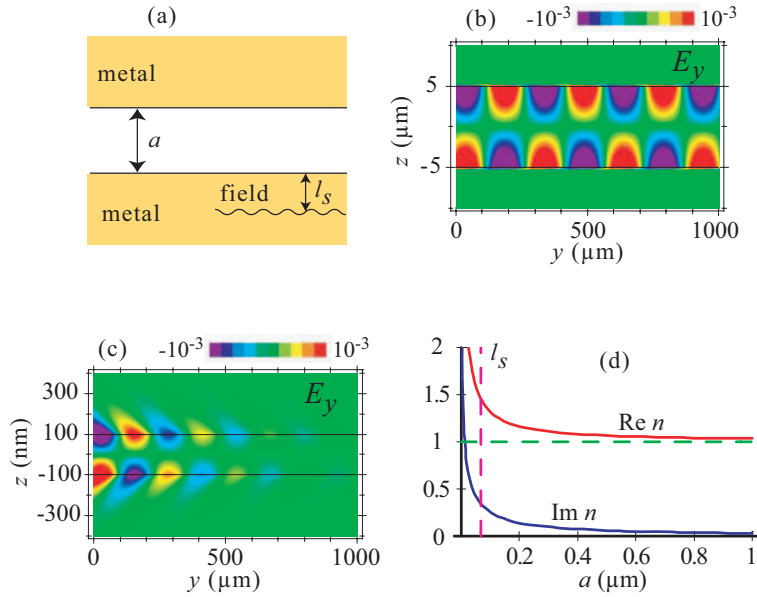 (a)
metal
a
metal
field
l_s
(b)
-10⁻³ 10⁻³
E_y
z (µm)
5
-5
0 500 1000
y (µm)
(c)
-10⁻³ 10⁻³
E_y
z (nm)
300
100
-100
-300
0 500 1000
y (µm)
(d)
l_s
2
1.5
1
0.5
0
Re n
Im n
0.2 0.4 0.6 0.8 1
a (µm)